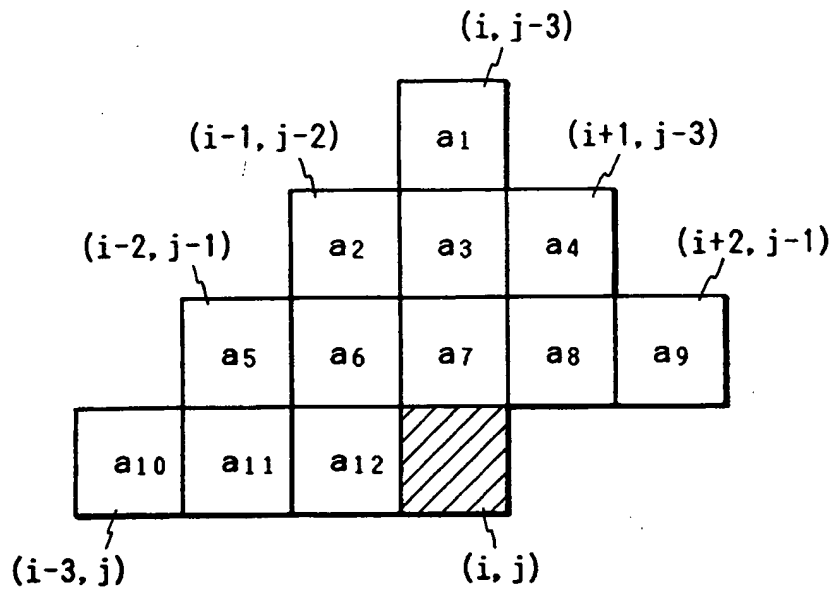 (i, j-3)
a1
(i-1, j-2)
(i+1, j-3)
a2 a3 a4
(i-2, j-1)
(i+2, j-1)
a5 a6 a7 a8 a9
a10 a11 a12
(i-3, j)
(i, j)